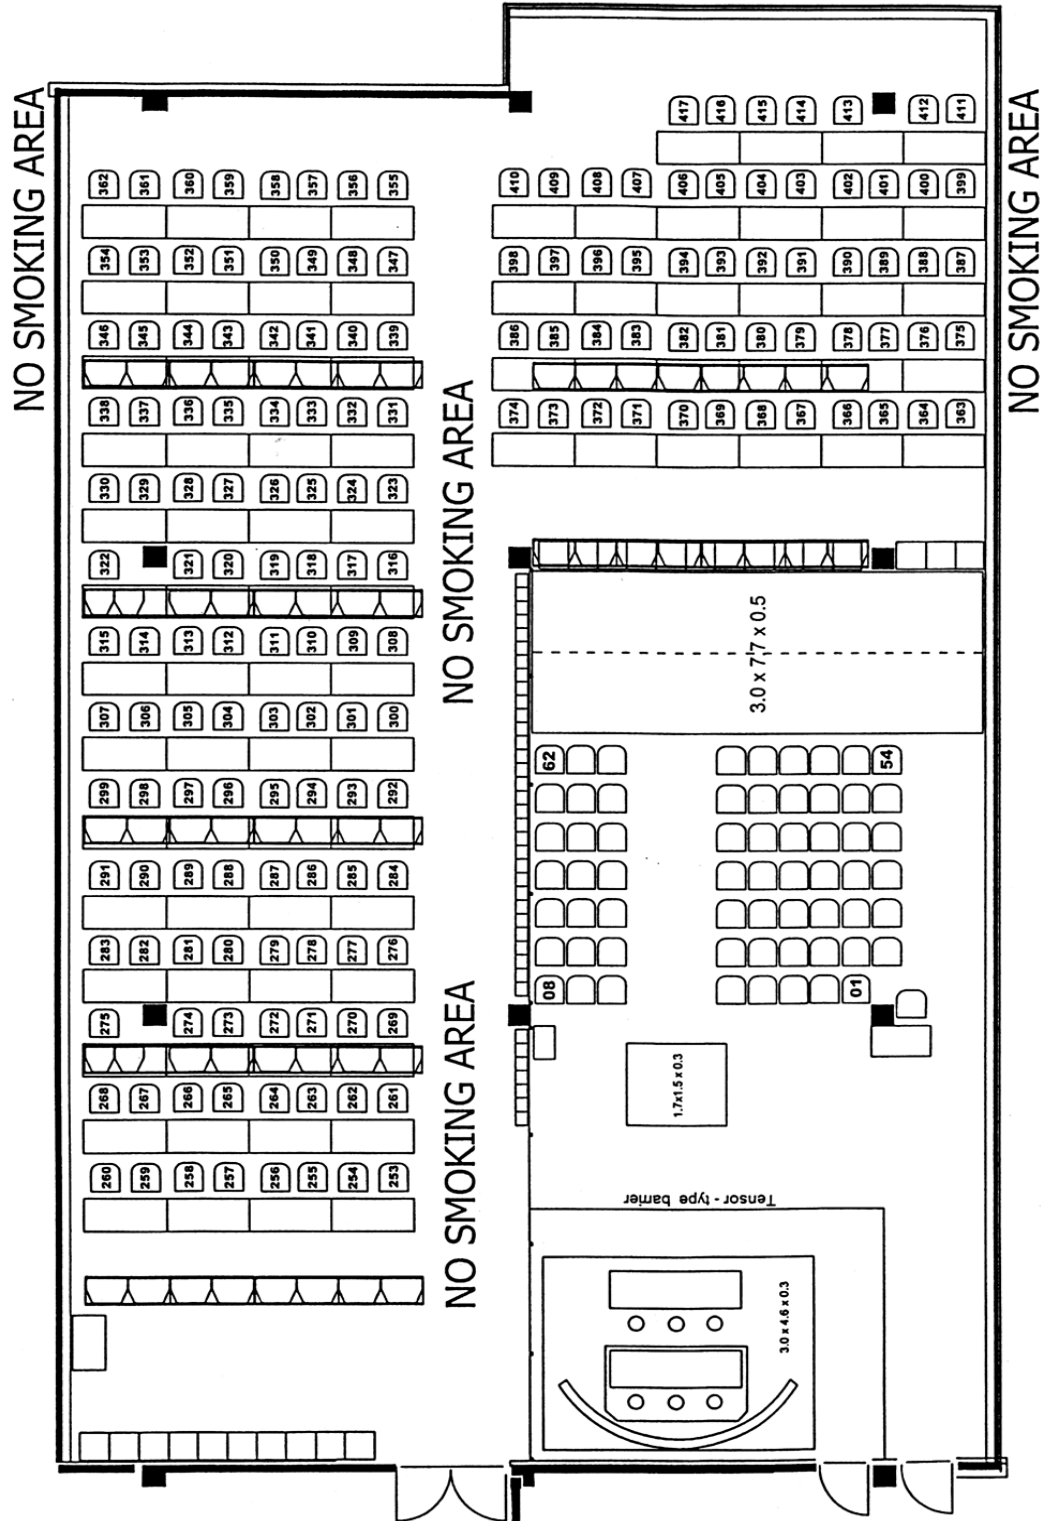 NO SMOKING AREA
NO SMOKING AREA
417 416 415 414 413 412 411
362 361 360 359 358 357 356 355
410 409 408 407 406 405 404 403 402 401 400 399
354 353 352 351 350 349 348 347
398 397 396 395 394 393 392 391 390 389 388 387
346 345 344 343 342 341 340 339
386 385 384 383 382 381 380 379 378 377 376 375
338 337 336 335 334 333 332 331
374 373 372 371 370 369 368 367 366 365 364 363
NO SMOKING AREA
330 329 328 327 326 325 324 323
322 321 320 319 318 317 316
315 314 313 312 311 310 309 308
3.0 x 7,7 x 0.5
307 306 305 304 303 302 301 300
299 298 297 296 295 294 293 292
62 54
291 290 289 288 287 286 285 284
283 282 281 280 279 278 277 276
08 01
275 274 273 272 271 270 269
NO SMOKING AREA
268 267 266 265 264 263 262 261
1.7x1.5 x 0.3
260 259 258 257 256 255 254 253
Tensor - type barrier
3.0 x 4.6 x 0.3